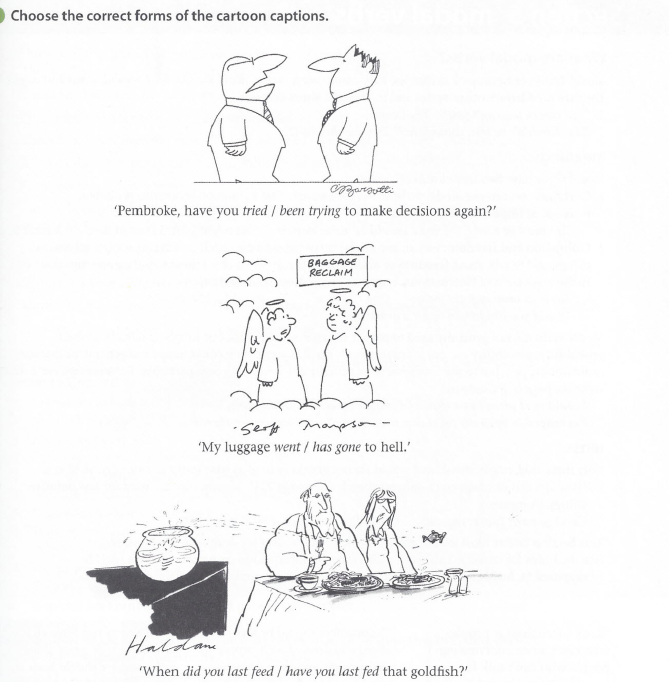 Choose the correct forms of the cartoon captions.
CBarsotti
'Pembroke, have you tried / been trying to make decisions again?'
BAGGAGE
RECLAIM
'My luggage went / has gone to hell.'
Haldane
'When did you last feed / have you last fed that goldfish?'